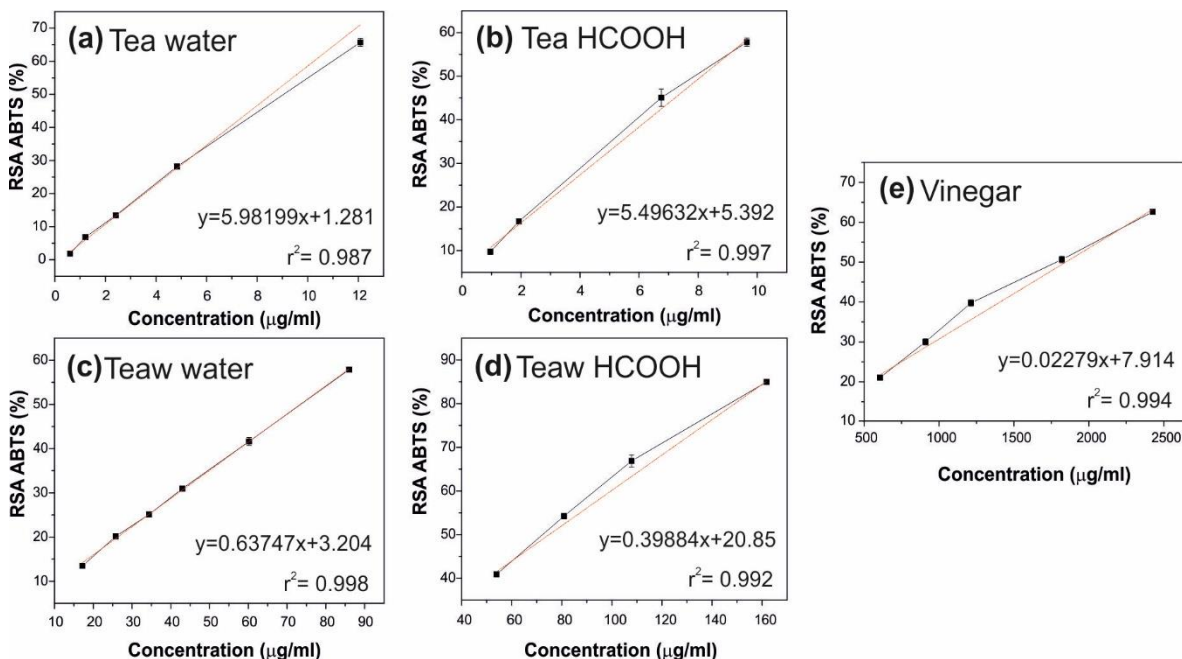 (a) Tea water
RSA ABTS (%)
70
60
50
40
30
20
10
0
y=5.98199x+1.281
r²= 0.987
0 2 4 6 8 10 12
Concentration (µg/ml)
(b) Tea HCOOH
RSA ABTS (%)
60
50
40
30
20
10
y=5.49632x+5.392
r²= 0.997
0 2 4 6 8 10
Concentration (µg/ml)
(c) Teaw water
RSA ABTS (%)
60
50
40
30
20
10
y=0.63747x+3.204
r²= 0.998
10 20 30 40 50 60 70 80 90
Concentration (µg/ml)
(d) Teaw HCOOH
RSA ABTS (%)
90
80
70
60
50
40
y=0.39884x+20.85
r²= 0.992
40 60 80 100 120 140 160
Concentration (µg/ml)
(e) Vinegar
RSA ABTS (%)
70
60
50
40
30
20
10
y=0.02279x+7.914
r²= 0.994
500 1000 1500 2000 2500
Concentration (µg/ml)